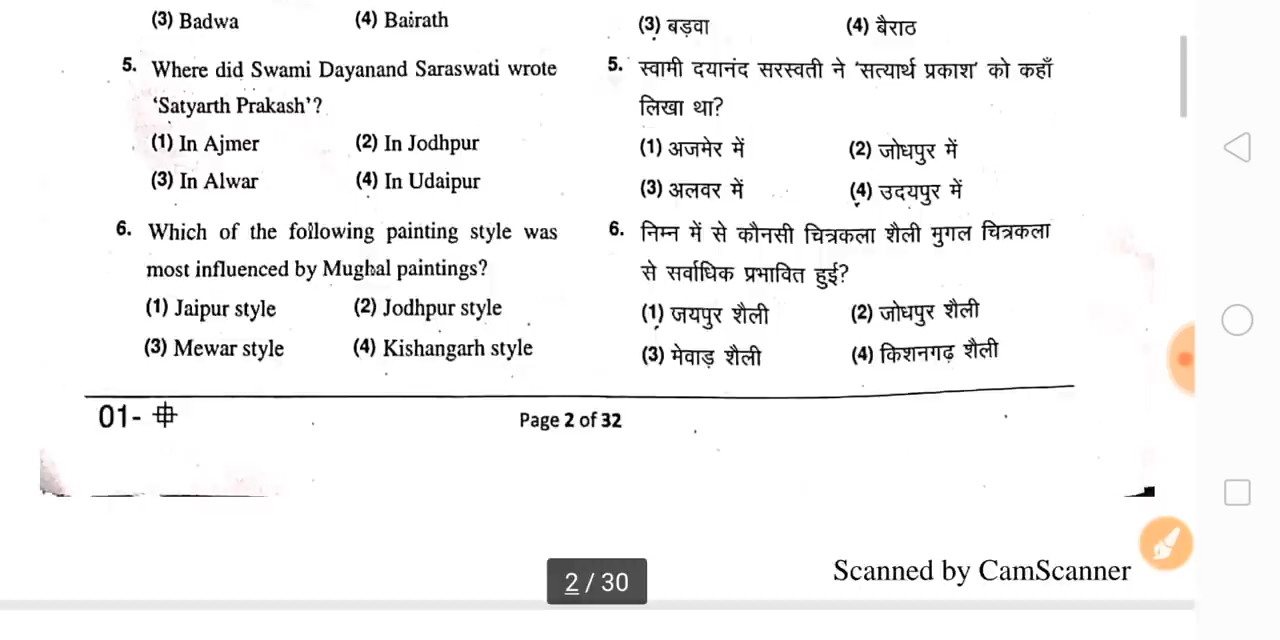 (3) Badwa (4) Bairath
5. Where did Swami Dayanand Saraswati wrote
'Satyarth Prakash'?
(1) In Ajmer (2) In Jodhpur
(3) In Alwar (4) In Udaipur
6. Which of the following painting style was
most influenced by Mughal paintings?
(1) Jaipur style (2) Jodhpur style
(3) Mewar style (4) Kishangarh style
(3) बड़वा (4) बैराठ
5. स्वामी दयानंद सरस्वती ने 'सत्यार्थ प्रकाश' को कहाँ
लिखा था?
(1) अजमेर में (2) जोधपुर में
(3) अलवर में (4) उदयपुर में
6. निम्न में से कौनसी चित्रकला शैली मुगल चित्रकला
से सर्वाधिक प्रभावित हुई?
(1) जयपुर शैली (2) जोधपुर शैली
(3) मेवाड़ शैली (4) किशनगढ़ शैली
01-
Page 2 of 32
2 / 30
Scanned by CamScanner